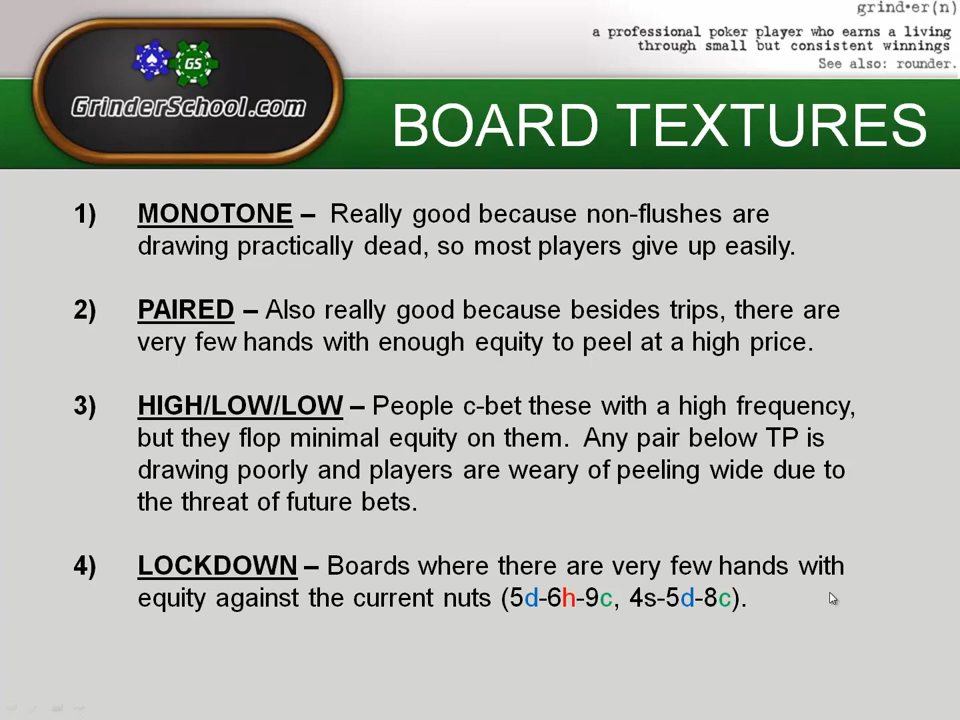 grind•er(n)
a professional poker player who earns a living
through small but consistent winnings
See also: rounder.
GS
GrinderSchool.com
BOARD TEXTURES
1) MONOTONE – Really good because non-flushes are
drawing practically dead, so most players give up easily.
2) PAIRED – Also really good because besides trips, there are
very few hands with enough equity to peel at a high price.
3) HIGH/LOW/LOW – People c-bet these with a high frequency,
but they flop minimal equity on them. Any pair below TP is
drawing poorly and players are weary of peeling wide due to
the threat of future bets.
4) LOCKDOWN – Boards where there are very few hands with
equity against the current nuts (5d-6h-9c, 4s-5d-8c).